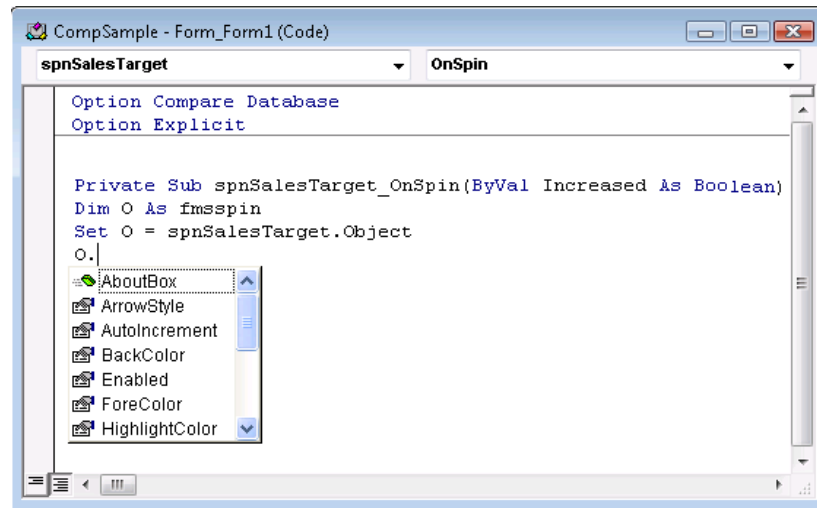 CompSample - Form_Form1 (Code)
spnSalesTarget OnSpin
Option Compare Database
Option Explicit
Private Sub spnSalesTarget_OnSpin(ByVal Increased As Boolean)
Dim O As fmsspin
Set O = spnSalesTarget.Object
O.
AboutBox
ArrowStyle
AutoIncrement
BackColor
Enabled
ForeColor
HighlightColor